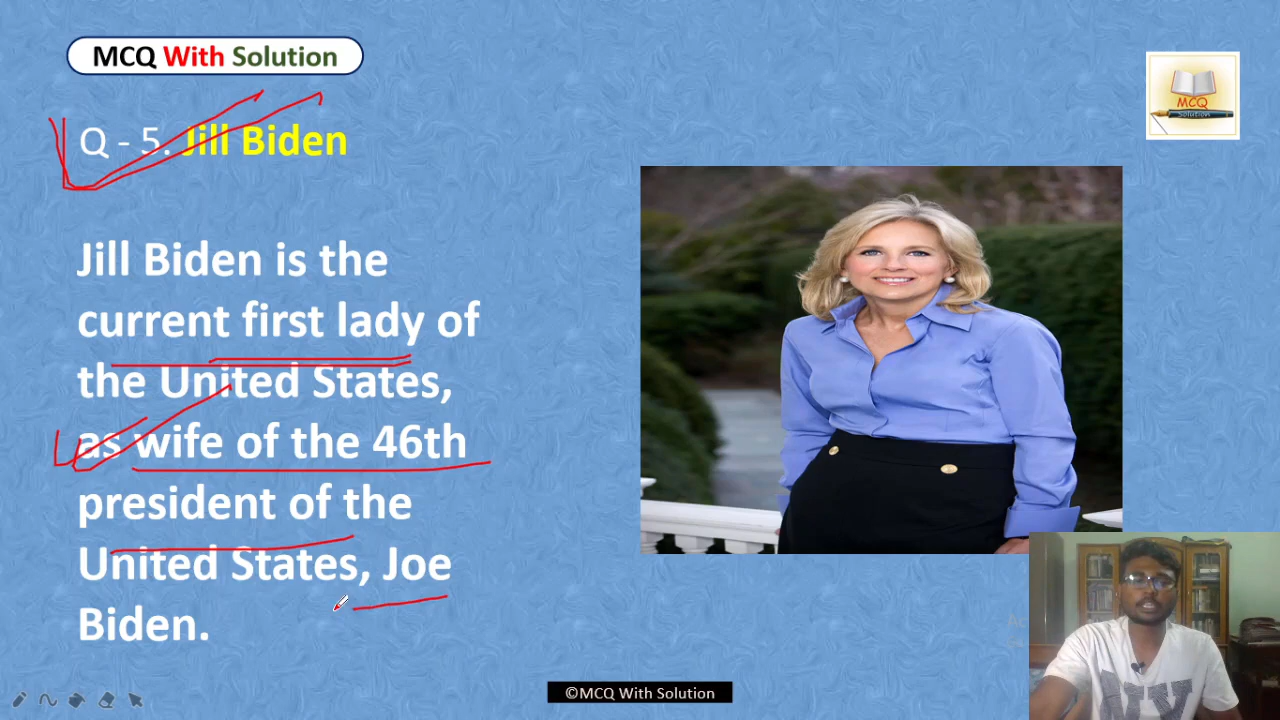 MCQ With Solution
MCQ
Solution
Q - 5. Jill Biden
Jill Biden is the
current first lady of
the United States,
as wife of the 46th
president of the
United States, Joe
Biden.
©MCQ With Solution